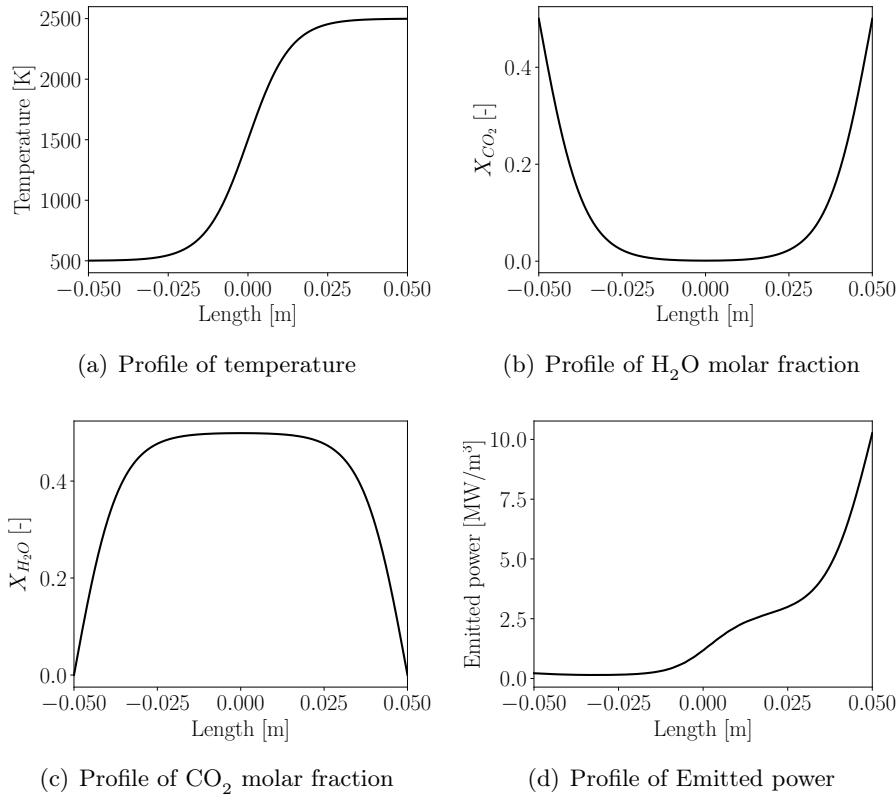 2500
2000
1500
1000
500
Temperature [K]
−0.050 −0.025 0.000 0.025 0.050
Length [m]
(a) Profile of temperature
0.4
0.2
0.0
X_{CO_2} [-]
−0.050 −0.025 0.000 0.025 0.050
Length [m]
(b) Profile of H₂O molar fraction
0.4
0.2
0.0
X_{H_2O} [-]
−0.050 −0.025 0.000 0.025 0.050
Length [m]
(c) Profile of CO₂ molar fraction
10.0
7.5
5.0
2.5
0.0
Emitted power [MW/m³]
−0.050 −0.025 0.000 0.025 0.050
Length [m]
(d) Profile of Emitted power